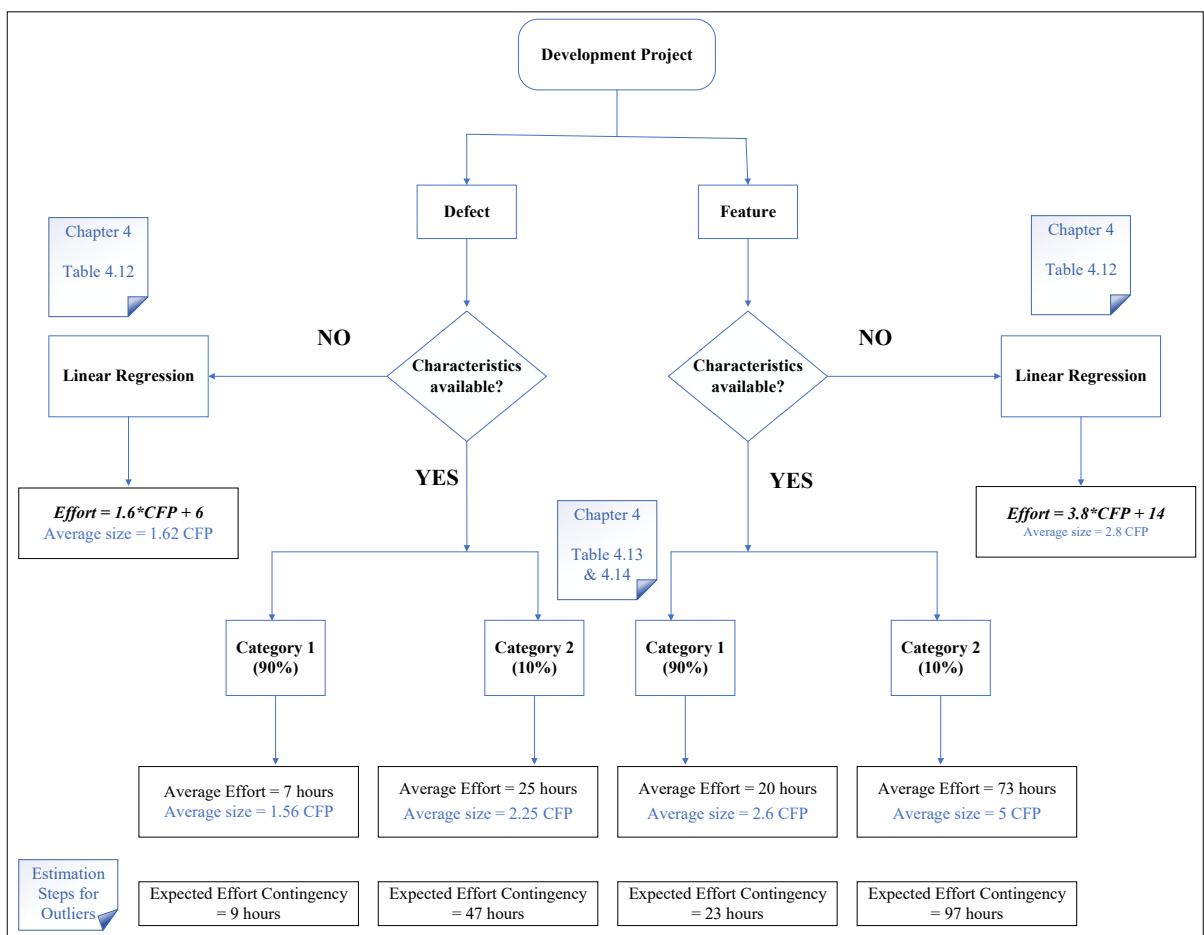 Development Project
Defect
Feature
Chapter 4
Table 4.12
Chapter 4
Table 4.12
NO
NO
Linear Regression
Characteristics
available?
Characteristics
available?
Linear Regression
YES
YES
Effort = 1.6*CFP + 6
Average size = 1.62 CFP
Effort = 3.8*CFP + 14
Average size = 2.8 CFP
Chapter 4
Table 4.13
& 4.14
Category 1
(90%)
Category 2
(10%)
Category 1
(90%)
Category 2
(10%)
Average Effort = 7 hours
Average size = 1.56 CFP
Average Effort = 25 hours
Average size = 2.25 CFP
Average Effort = 20 hours
Average size = 2.6 CFP
Average Effort = 73 hours
Average size = 5 CFP
Estimation
Steps for
Outliers
Expected Effort Contingency
= 9 hours
Expected Effort Contingency
= 47 hours
Expected Effort Contingency
= 23 hours
Expected Effort Contingency
= 97 hours